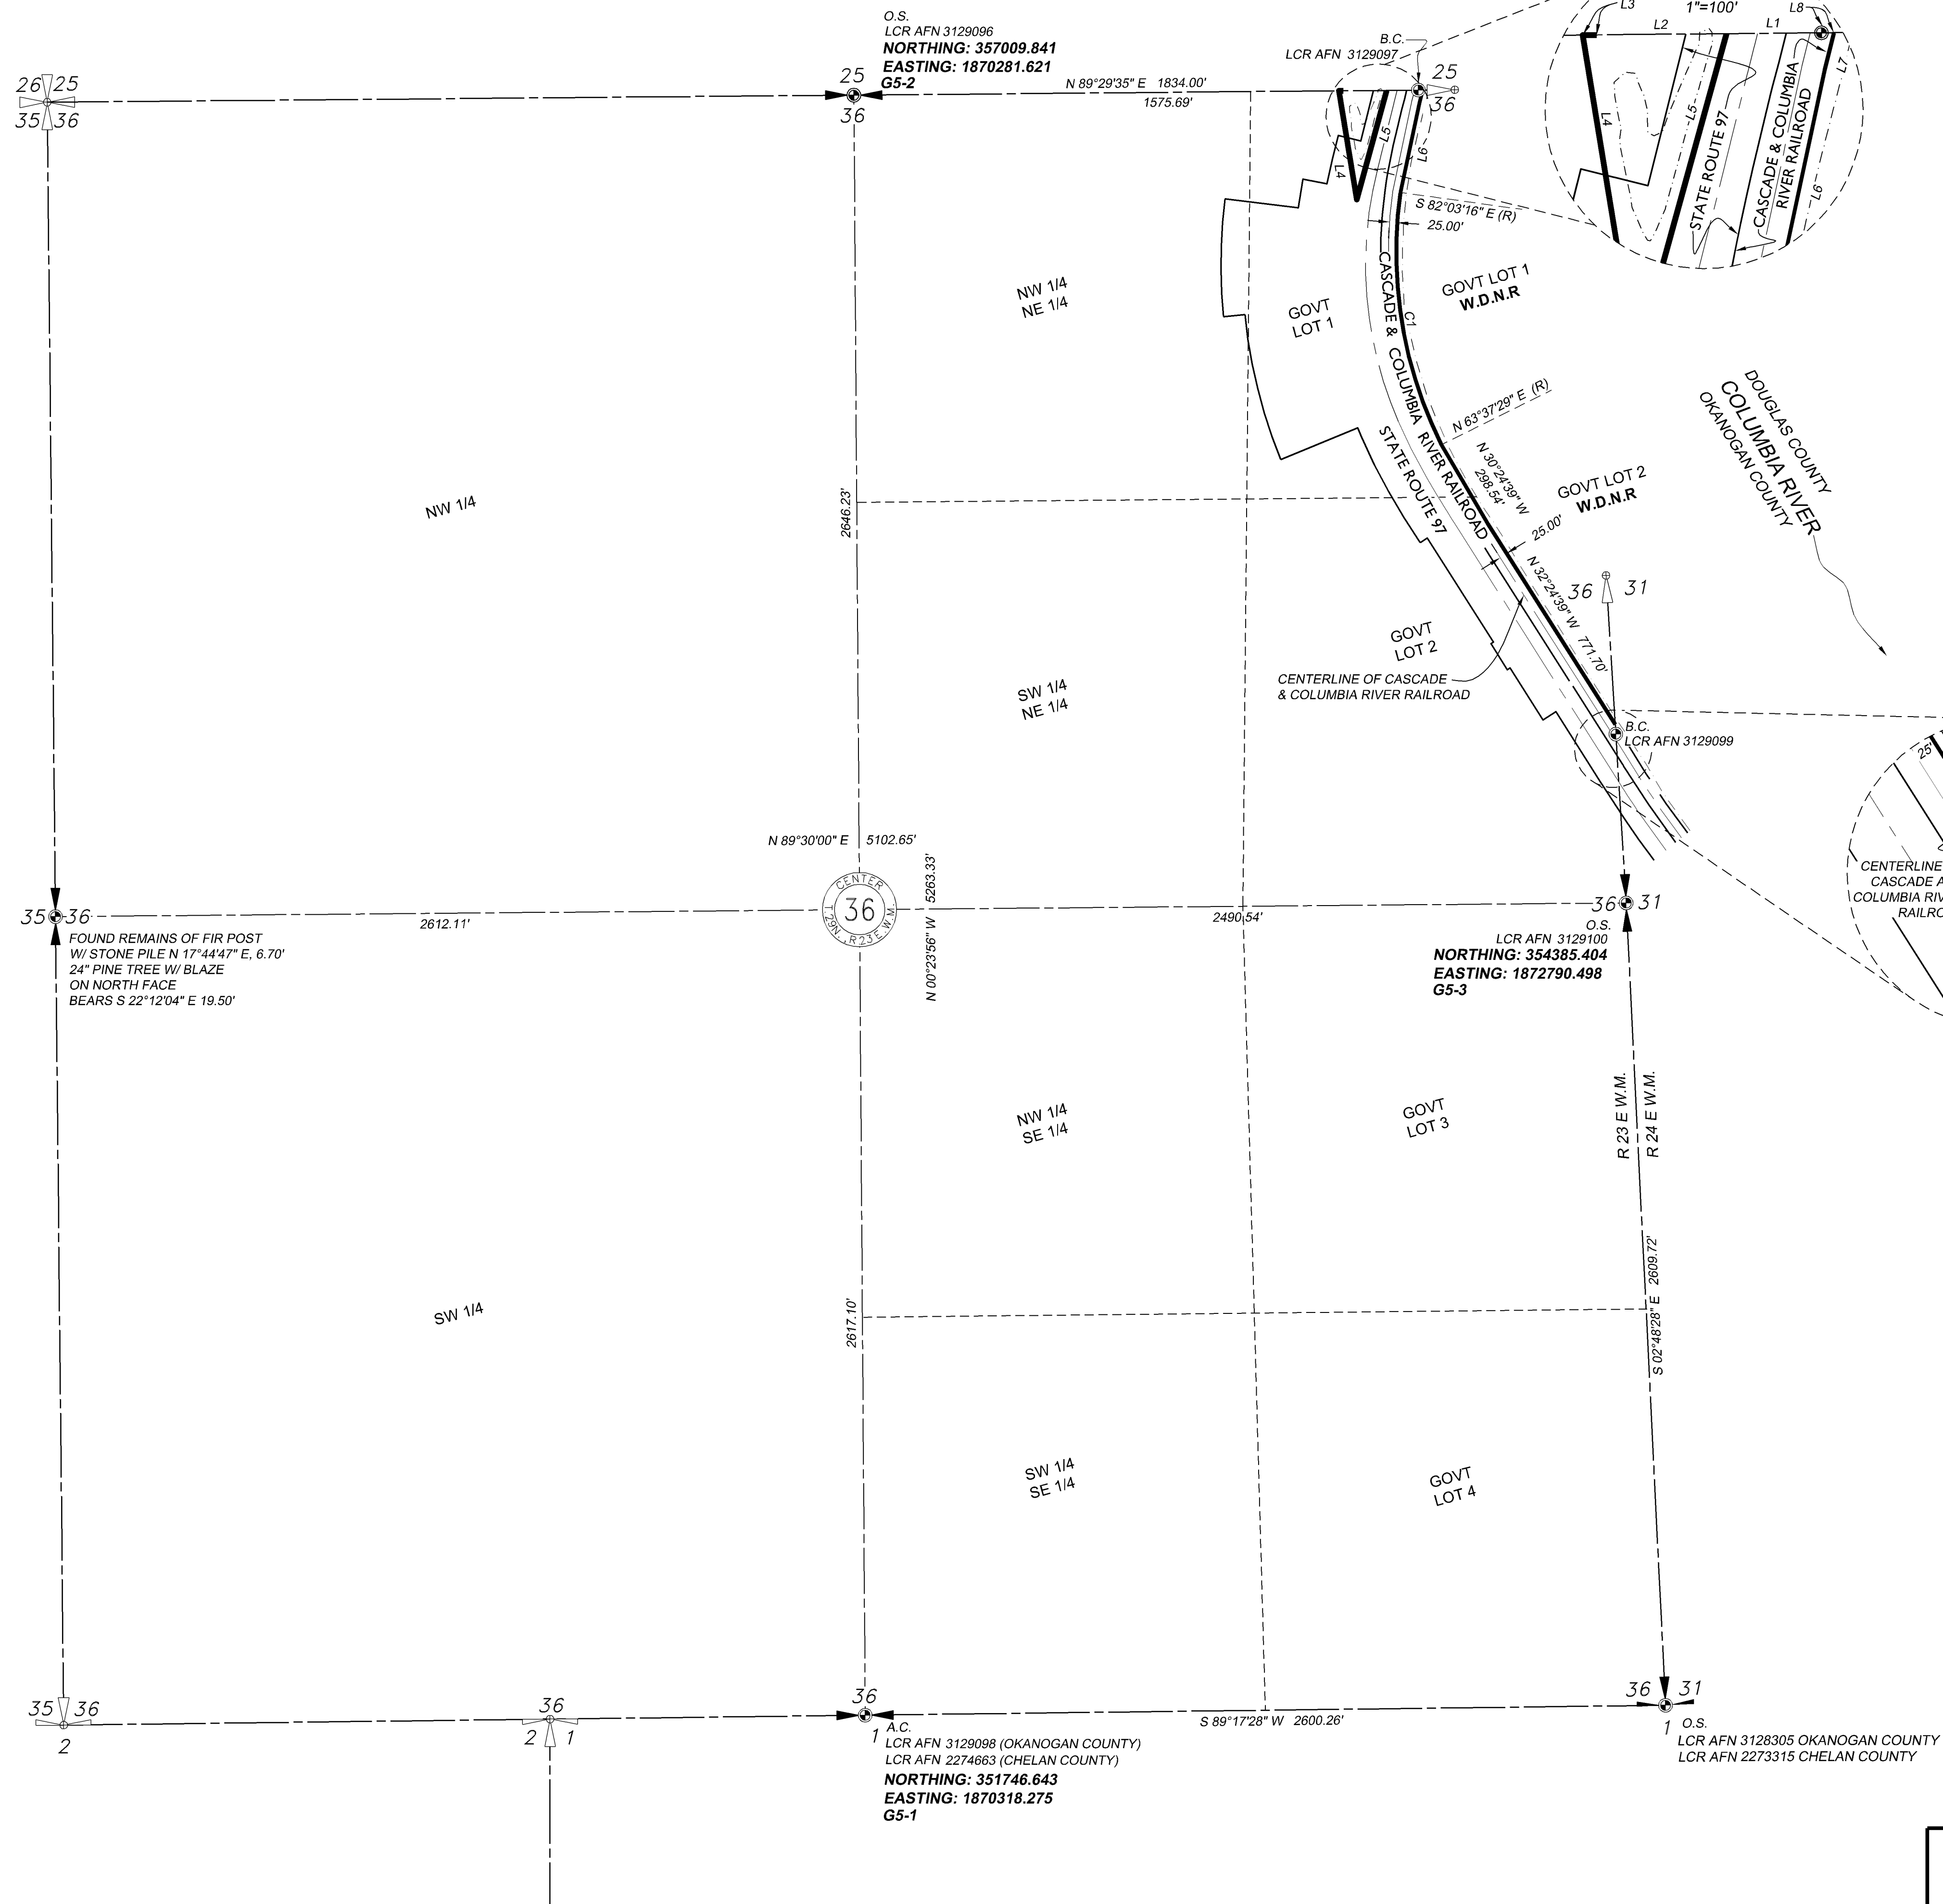 O.S.
LCR AFN 3129096
NORTHING: 357009.841
EASTING: 1870281.621
G5-2
26 25
35 36
25
36
N 89°29'35" E 1834.00'
1575.69'
B.C.
LCR AFN 3129097
25
36
L4
L5
L6
L3
1"=100'
L2
L1
L8
L7
L4
L5
L6
STATE ROUTE 97
CASCADE & COLUMBIA
RIVER RAILROAD
S 82°03'16" E (R)
25.00'
NW 1/4
NE 1/4
GOVT
LOT 1
GOVT LOT 1
W.D.N.R
C1
CASCADE & COLUMBIA RIVER RAILROAD
STATE ROUTE 97
N 63°37'29" E (R)
N 30°24'39" W
298.54'
GOVT LOT 2
W.D.N.R
25.00'
DOUGLAS COUNTY
COLUMBIA RIVER
OKANOGAN COUNTY
NW 1/4
2646.23'
N 32°24'39" W 771.70'
36 31
SW 1/4
NE 1/4
GOVT
LOT 2
CENTERLINE OF CASCADE
& COLUMBIA RIVER RAILROAD
B.C.
LCR AFN 3129099
25'
CENTERLINE
CASCADE A
COLUMBIA RIV
RAILRO
N 89°30'00" E 5102.65'
N 00°23'56" W 5263.33'
CENTER
36
T 29N., R 23 E.W.M.
35 36
2612.11'
2490.54'
36 31
FOUND REMAINS OF FIR POST
W/ STONE PILE N 17°44'47" E, 6.70'
24" PINE TREE W/ BLAZE
ON NORTH FACE
BEARS S 22°12'04" E 19.50'
O.S.
LCR AFN 3129100
NORTHING: 354385.404
EASTING: 1872790.498
G5-3
NW 1/4
SE 1/4
GOVT
LOT 3
R 23 E W.M.
R 24 E W.M.
SW 1/4
2617.10'
S 02°48'28" E 2609.72'
SW 1/4
SE 1/4
GOVT
LOT 4
35 36
2
36
2 1
36
1
S 89°17'28" W 2600.26'
36 31
1
A.C.
LCR AFN 3129098 (OKANOGAN COUNTY)
LCR AFN 2274663 (CHELAN COUNTY)
NORTHING: 351746.643
EASTING: 1870318.275
G5-1
O.S.
LCR AFN 3128305 OKANOGAN COUNTY
LCR AFN 2273315 CHELAN COUNTY